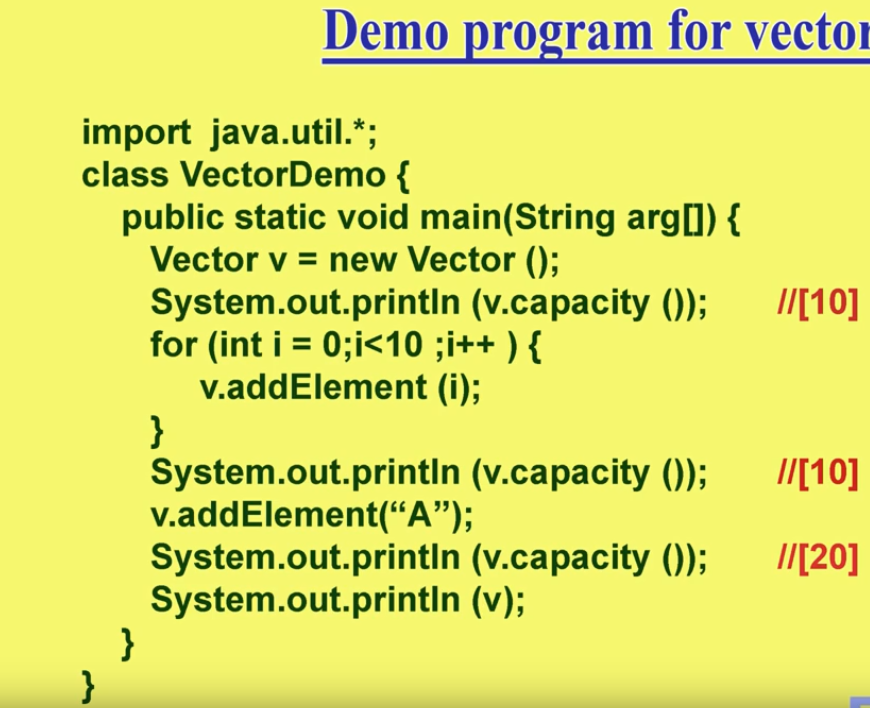 Demo program for vector
import java.util.*;
class VectorDemo {
public static void main(String arg[]) {
Vector v = new Vector ();
System.out.println (v.capacity ()); //[10]
for (int i = 0;i<10 ;i++ ) {
v.addElement (i);
}
System.out.println (v.capacity ()); //[10]
v.addElement(“A”);
System.out.println (v.capacity ()); //[20]
System.out.println (v);
}
}